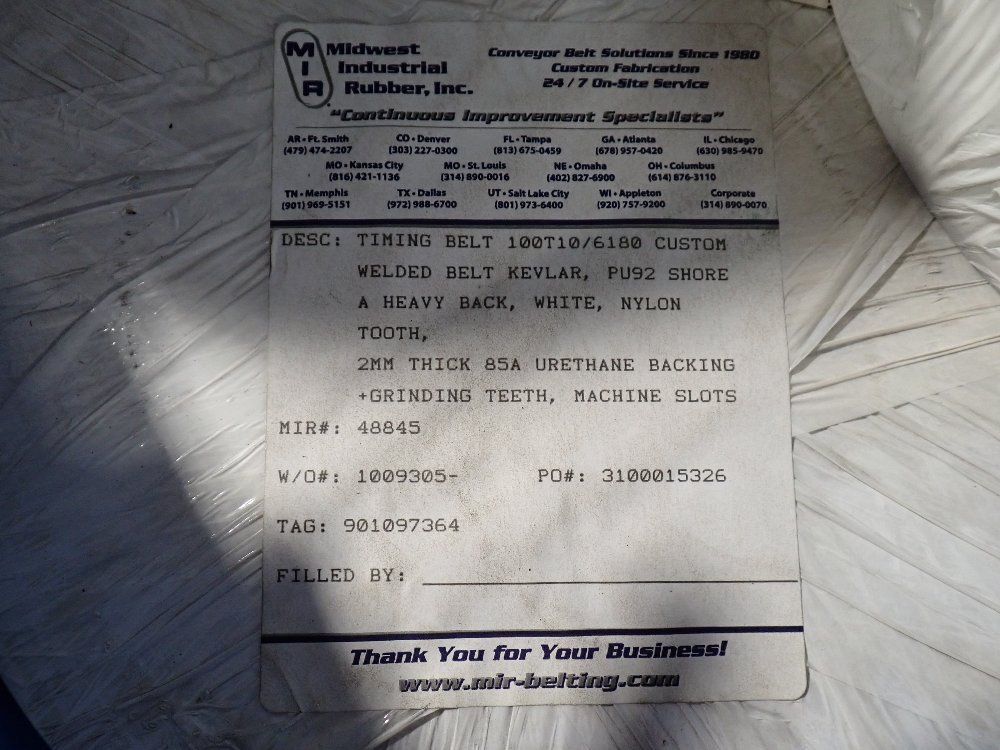 MIR Midwest Industrial Rubber, Inc.
Conveyor Belt Solutions Since 1980
Custom Fabrication
24 / 7 On-Site Service
"Continuous Improvement Specialists"
AR • Ft. Smith CO • Denver FL • Tampa GA • Atlanta IL • Chicago
(479) 474-2207 (303) 227-0300 (813) 675-0459 (678) 957-0420 (630) 985-9470
MO • Kansas City MO • St. Louis NE • Omaha OH • Columbus
(816) 421-1136 (314) 890-0016 (402) 827-6900 (614) 876-3110
TN • Memphis TX • Dallas UT • Salt Lake City WI • Appleton Corporate
(901) 969-5151 (972) 988-6700 (801) 973-6400 (920) 757-9200 (314) 890-0070
DESC: TIMING BELT 100T10/6180 CUSTOM
WELDED BELT KEVLAR, PU92 SHORE
A HEAVY BACK, WHITE, NYLON
TOOTH,
2MM THICK 85A URETHANE BACKING
+GRINDING TEETH, MACHINE SLOTS
MIR#: 48845
W/O#: 1009305- PO#: 3100015326
TAG: 901097364
FILLED BY:
Thank You for Your Business!
www.mir-belting.com